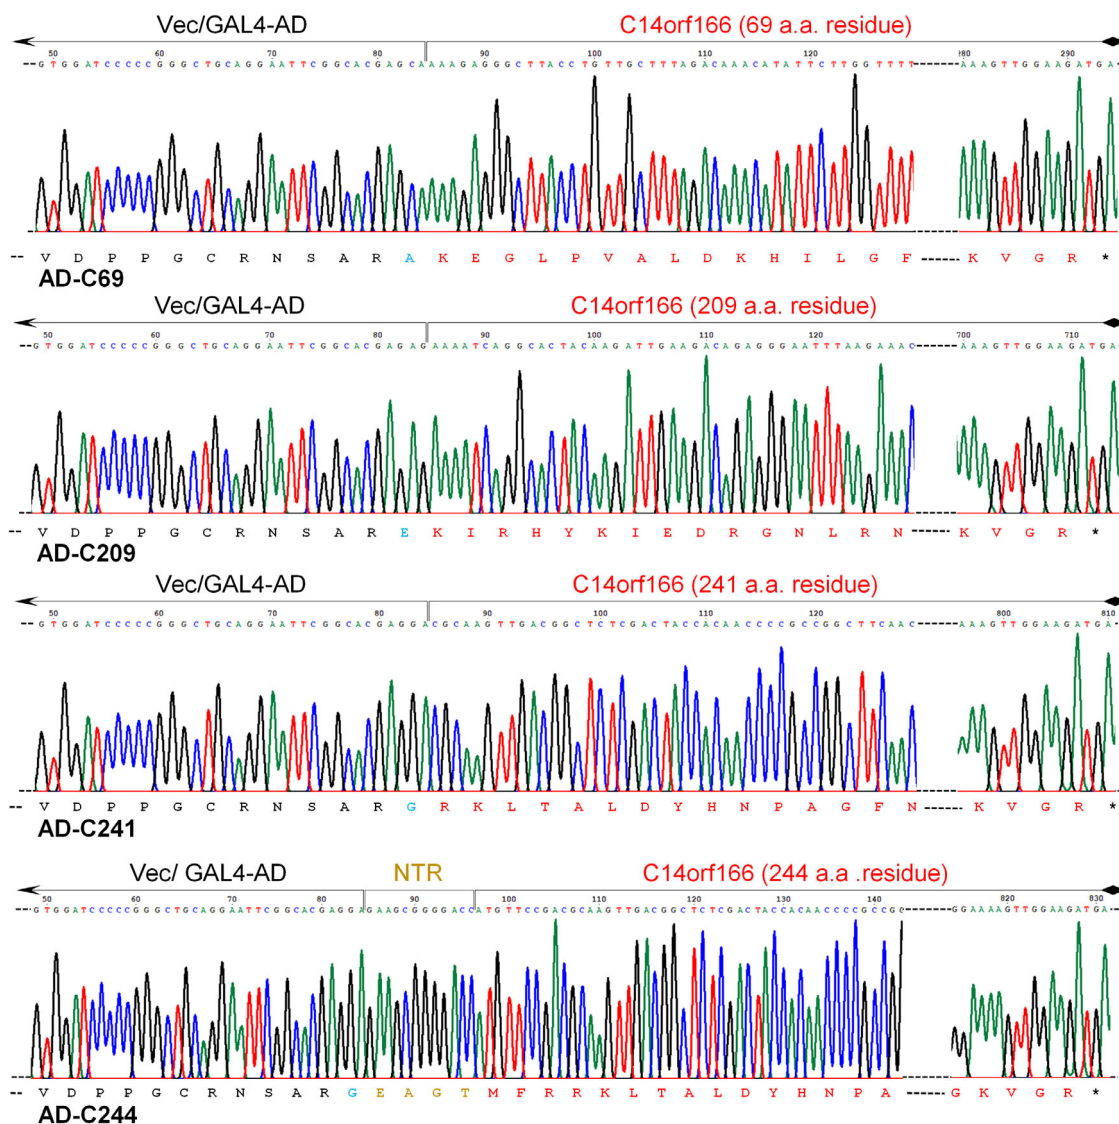 Vec/GAL4-AD C14orf166 (69 a.a. residue)
50 60 70 80 90 100 110 120 280 290
--GTGGATCCCCCGGGCTGCAGGAATTCGGCACGAGCAAAAGAGGGCTTACCTGTTGCTTTAGACAAACATATTCTTGGTTTT------AAAGTTGGAAGATGA--
-- V D P P G C R N S A R A K E G L P V A L D K H I L G F ----- K V G R *
AD-C69
Vec/GAL4-AD C14orf166 (209 a.a. residue)
50 60 70 80 90 100 110 120 700 710
--GTGGATCCCCCGGGCTGCAGGAATTCGGCACGAGAGAAAATCAGGCACTACAAGATTGAAGACAGAGGGAATTTAAGAAAC------AAAGTTGGAAGATGA
-- V D P P G C R N S A R E K I R H Y K I E D R G N L R N ----- K V G R *
AD-C209
Vec/GAL4-AD C14orf166 (241 a.a. residue)
50 60 70 80 90 100 110 120 800 810
--GTGGATCCCCCGGGCTGCAGGAATTCGGCACGAGGACGCAAGTTGACGGCTCTCGACTACCACAACCCCGCCGGCTTCAAC------AAAGTTGGAAGATGA-
-- V D P P G C R N S A R G R K L T A L D Y H N P A G F N ----- K V G R *
AD-C241
Vec/ GAL4-AD NTR C14orf166 (244 a.a .residue)
50 60 70 80 90 100 110 120 130 140 820 830
--GTGGATCCCCCGGGCTGCAGGAATTCGGCACGAGGAGAAGCGGGGACCATGTTCCGACGCAAGTTGACGGCTCTCGACTACCACAACCCCGCCGC------GGAAAAGTTGGAAGATGA--
-- V D P P G C R N S A R G E A G T M F R R K L T A L D Y H N P A ------ G K V G R *
AD-C244